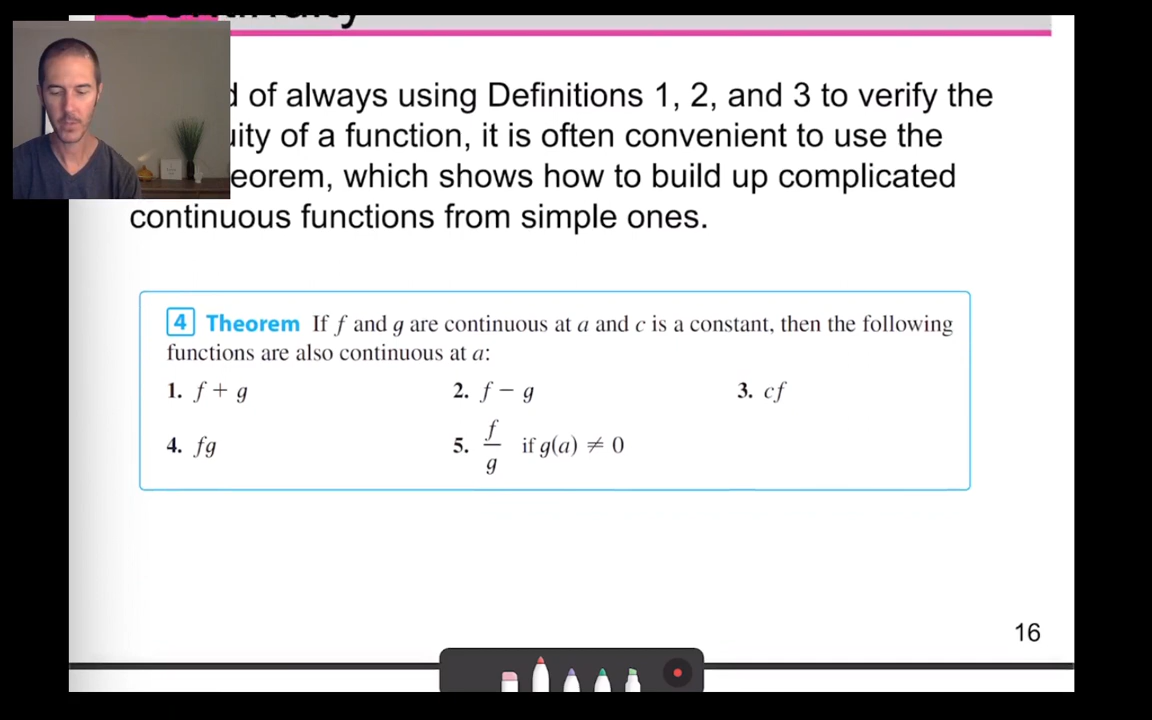 d of always using Definitions 1, 2, and 3 to verify the
uity of a function, it is often convenient to use the
eorem, which shows how to build up complicated
continuous functions from simple ones.
4 Theorem If f and g are continuous at a and c is a constant, then the following
functions are also continuous at a:
1. f + g 2. f − g 3. cf
4. fg 5. f/g if g(a) ≠ 0
16